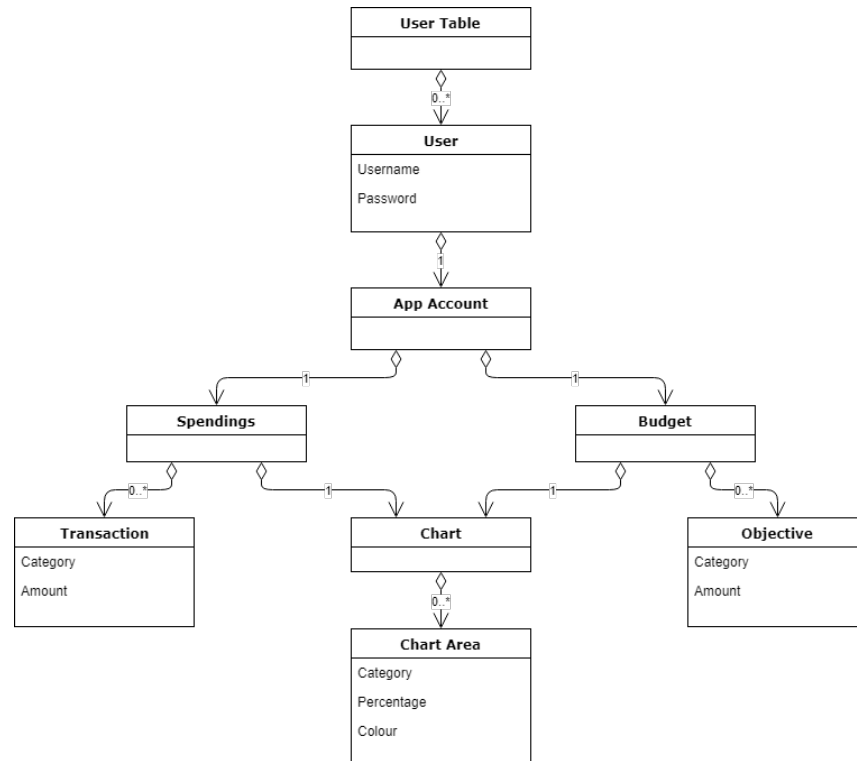 User Table
0..*
User
Username
Password
1
App Account
1
1
Spendings
Budget
0..*
1
1
0..*
Transaction
Category
Amount
Chart
Objective
Category
Amount
0..*
Chart Area
Category
Percentage
Colour